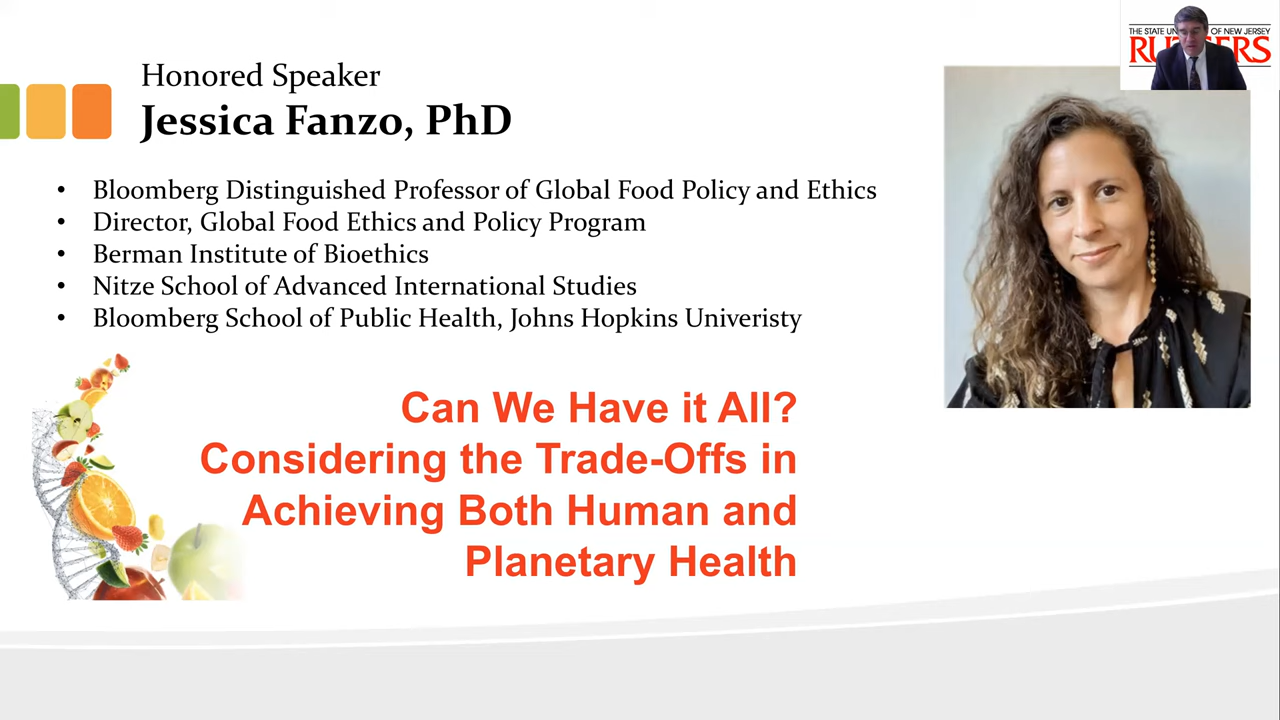 THE STATE UN OF NEW JERSEY
RU ERS
Honored Speaker
Jessica Fanzo, PhD
• Bloomberg Distinguished Professor of Global Food Policy and Ethics
• Director, Global Food Ethics and Policy Program
• Berman Institute of Bioethics
• Nitze School of Advanced International Studies
• Bloomberg School of Public Health, Johns Hopkins Univeristy
Can We Have it All?
Considering the Trade-Offs in
Achieving Both Human and
Planetary Health